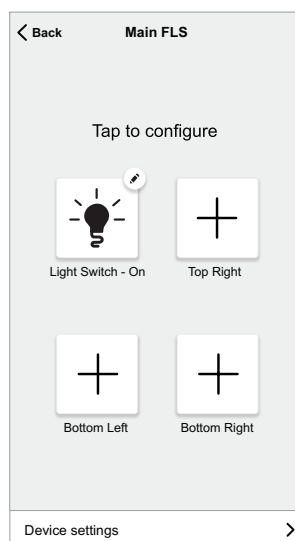 Back
Main FLS
Tap to configure
Light Switch - On
Top Right
Bottom Left
Bottom Right
Device settings